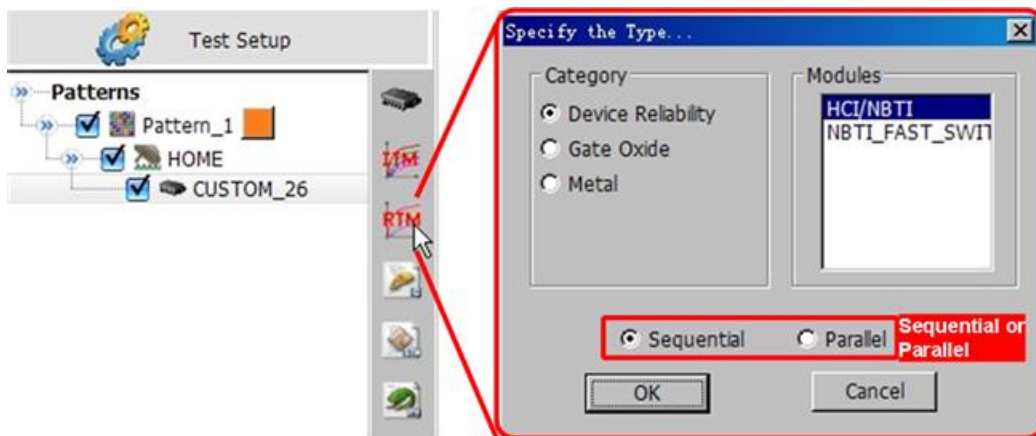 Test Setup
Patterns
Pattern_1
HOME
CUSTOM_26
RTM
Specify the Type...
Category
Device Reliability
Gate Oxide
Metal
Modules
HCI/NBTI
NBTI_FAST_SWIT
Sequential
Parallel
Sequential or
Parallel
OK
Cancel